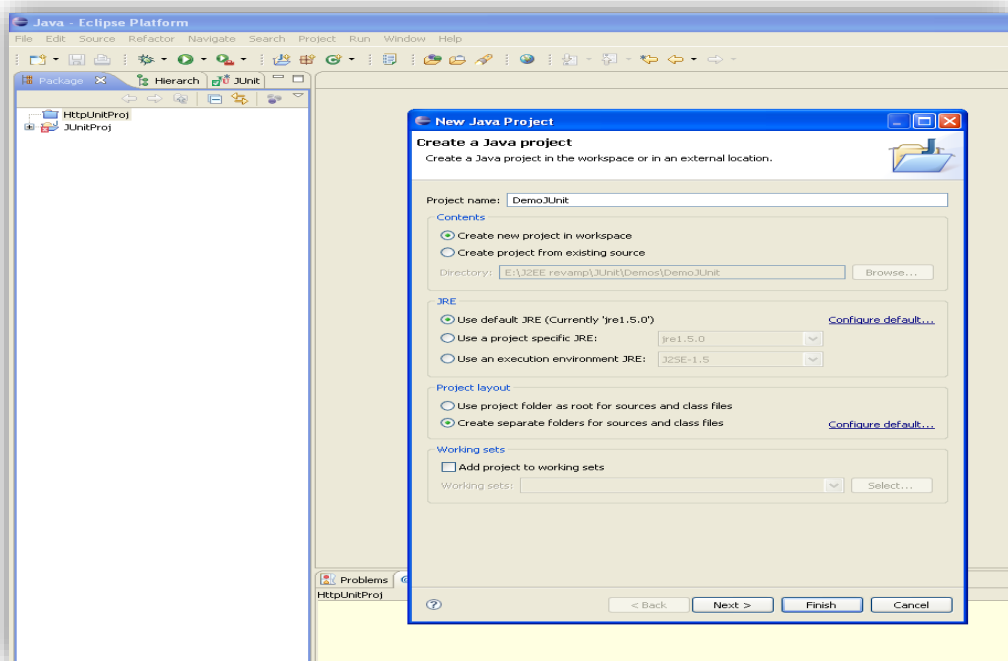 Java - Eclipse Platform
File Edit Source Refactor Navigate Search Project Run Window Help
Package Hierarch JUnit
HttpUnitProj
JUnitProj
New Java Project
Create a Java project
Create a Java project in the workspace or in an external location.
Project name: DemoJUnit
Contents
Create new project in workspace
Create project from existing source
Directory: E:\J2EE revamp\JUnit\Demos\DemoJUnit Browse...
JRE
Use default JRE (Currently 'jre1.5.0') Configure default...
Use a project specific JRE: jre1.5.0
Use an execution environment JRE: J2SE-1.5
Project layout
Use project folder as root for sources and class files
Create separate folders for sources and class files Configure default...
Working sets
Add project to working sets
Working sets: Select...
Problems
HttpUnitProj
< Back Next > Finish Cancel